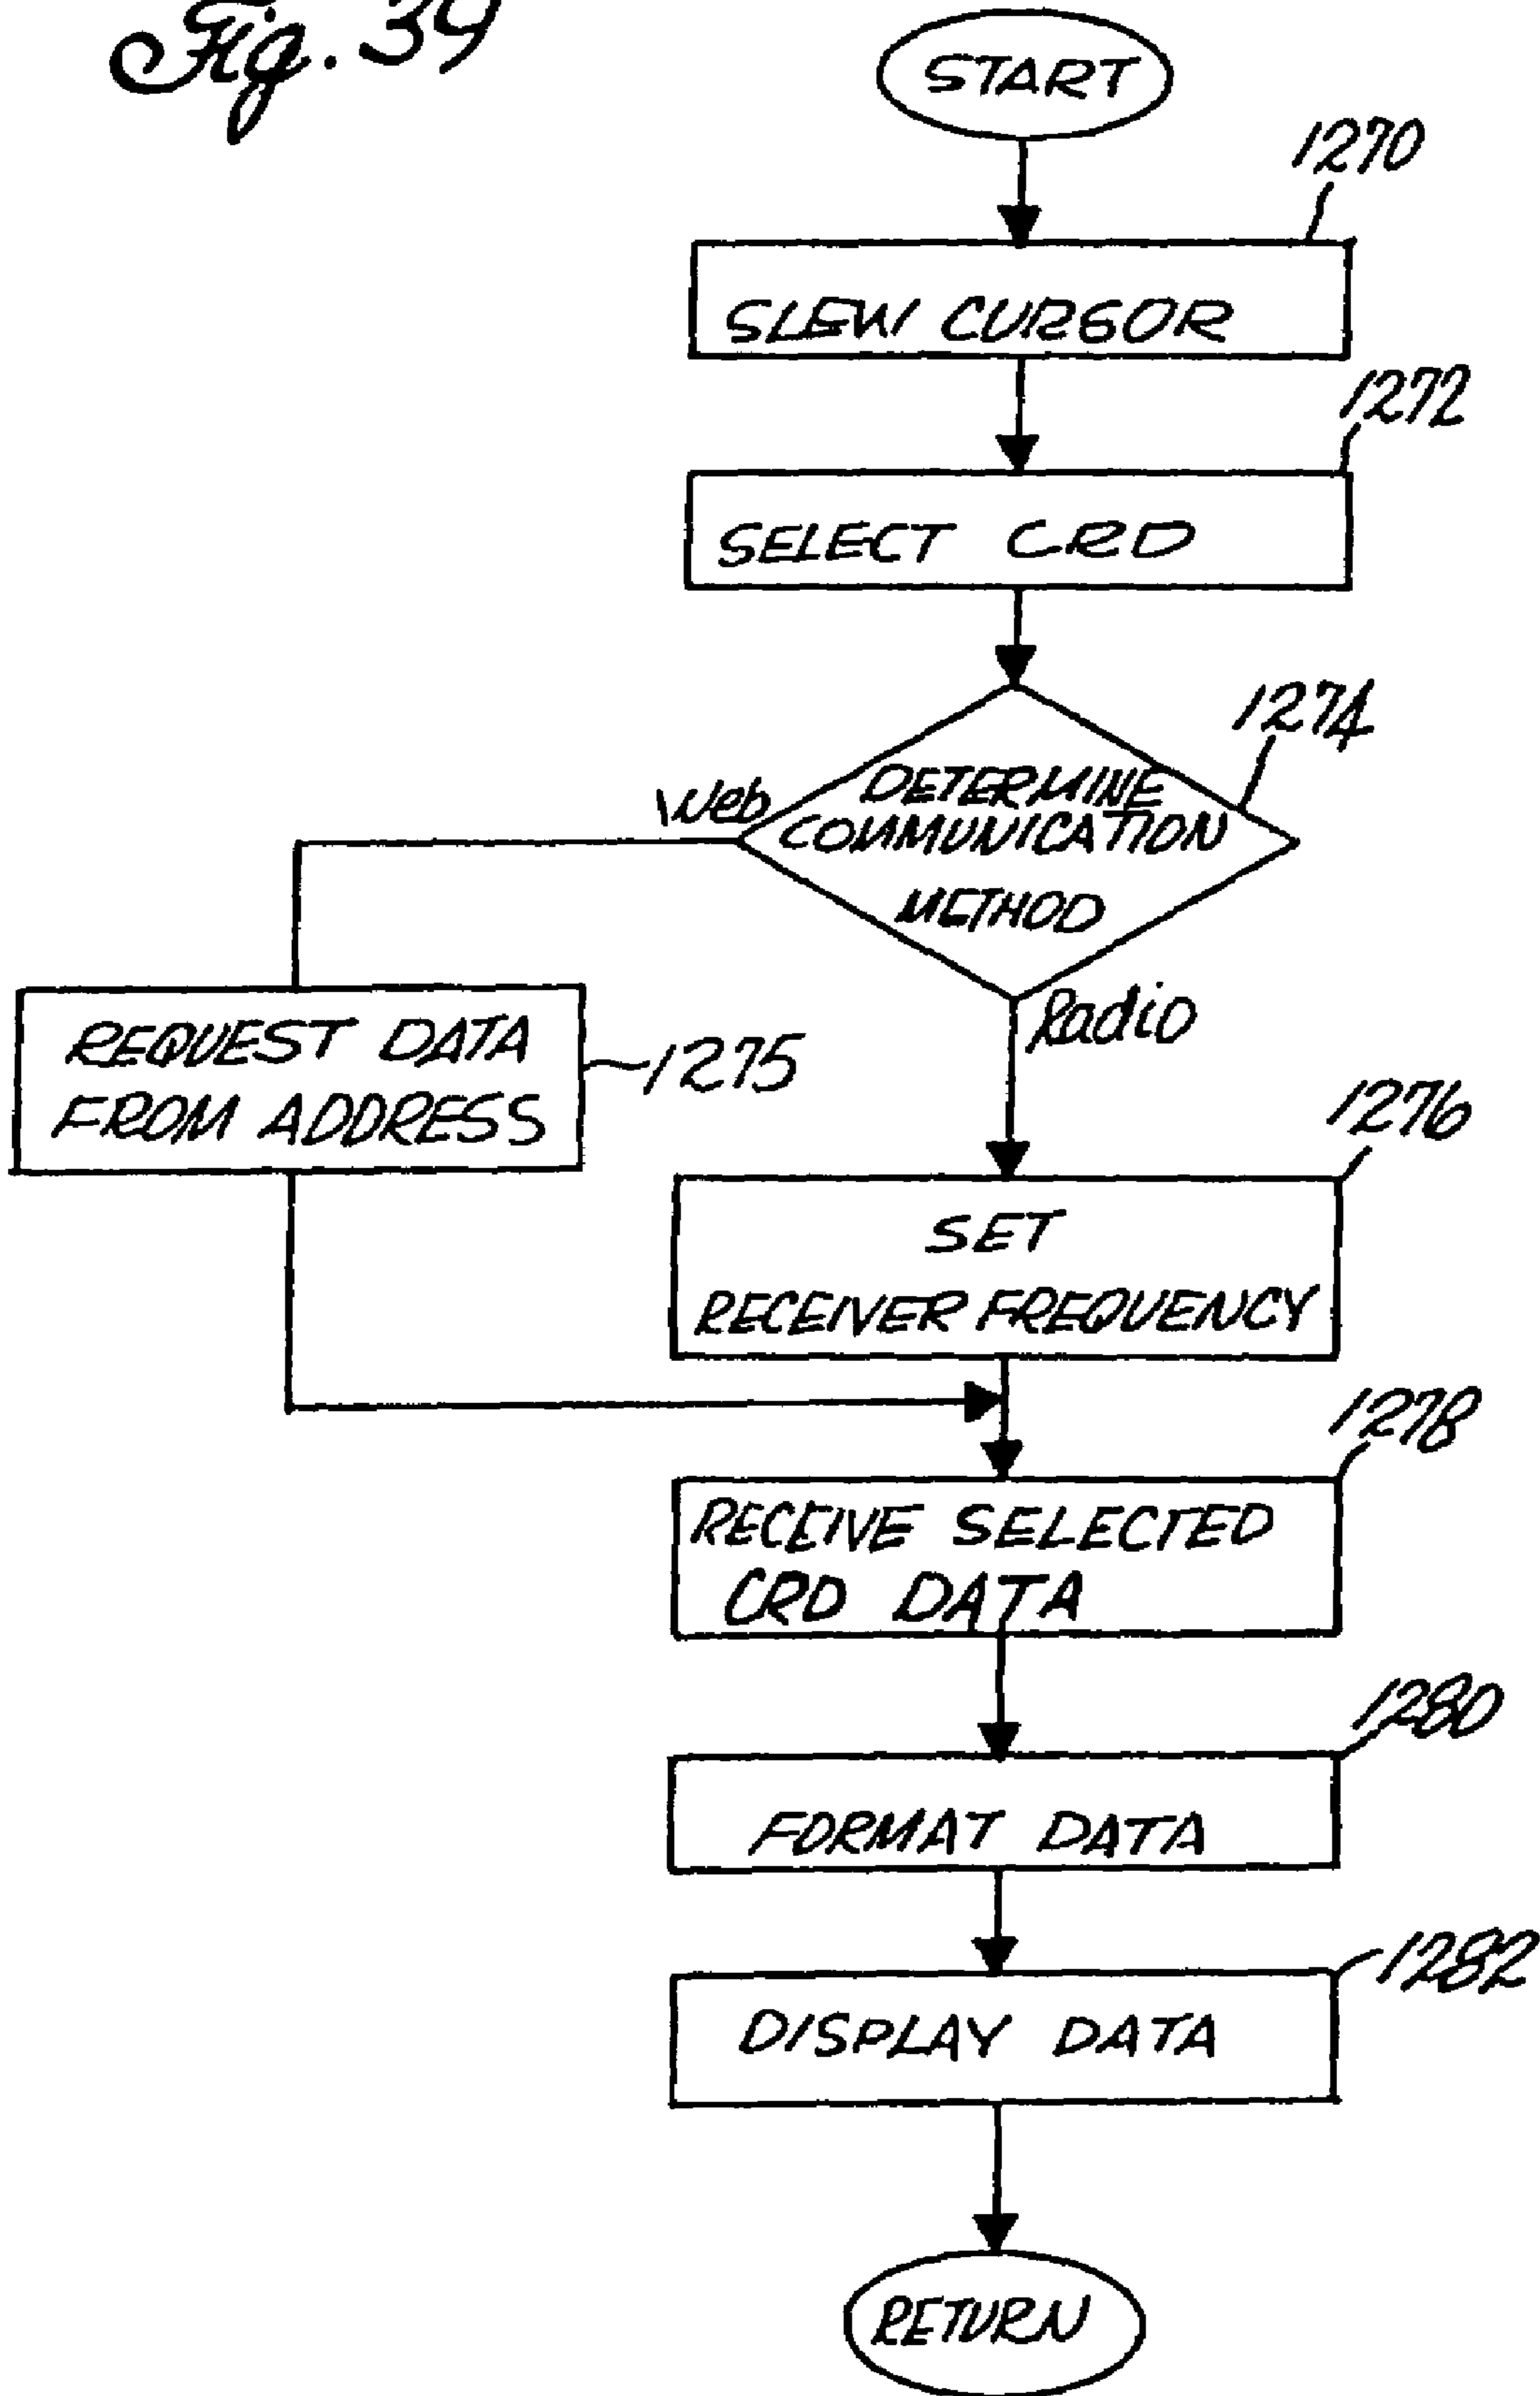 Fig. 39
START
1270
SLEW CURSOR
1272
SELECT CRD
1274
DETERMINE
COMMUNICATION
METHOD
Web
Radio
REQUEST DATA
FROM ADDRESS
1275
1276
SET
RECEIVER FREQUENCY
1278
RECEIVE SELECTED
CRD DATA
1280
FORMAT DATA
1282
DISPLAY DATA
RETURN